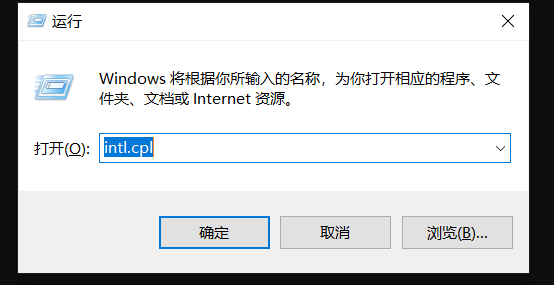 运行
Windows 将根据你所输入的名称，为你打开相应的程序、文
件夹、文档或 Internet 资源。
打开(O): intl.cpl
确定 取消 浏览(B)...